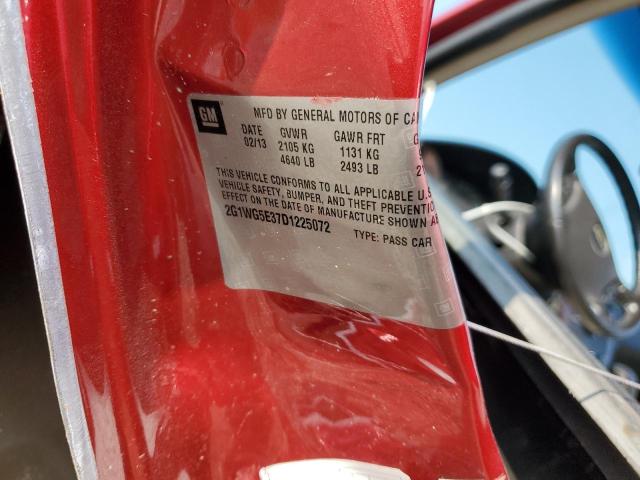 GM
MFD BY GENERAL MOTORS OF CA
DATE GVWR GAWR FRT G
02/13 2105 KG 1131 KG
4640 LB 2493 LB 2
THIS VEHICLE CONFORMS TO ALL APPLICABLE U.S
VEHICLE SAFETY, BUMPER, AND THEFT PREVENTIO
EFFECT ON THE DATE OF MANUFACTURE SHOWN AB
2G1WG5E37D1225072 TYPE: PASS CAR